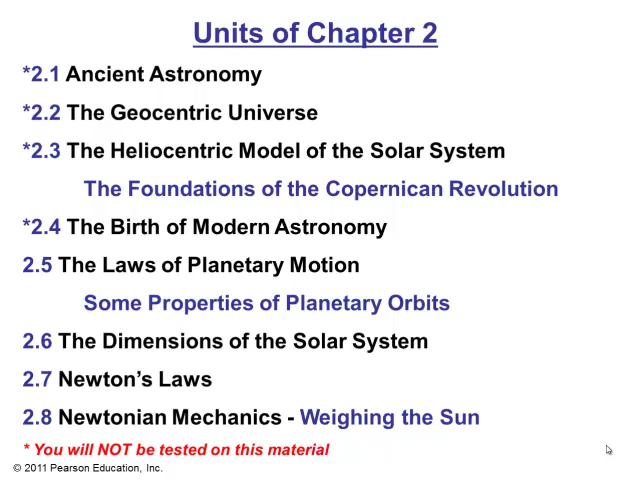 Units of Chapter 2
*2.1 Ancient Astronomy
*2.2 The Geocentric Universe
*2.3 The Heliocentric Model of the Solar System
The Foundations of the Copernican Revolution
*2.4 The Birth of Modern Astronomy
2.5 The Laws of Planetary Motion
Some Properties of Planetary Orbits
2.6 The Dimensions of the Solar System
2.7 Newton’s Laws
2.8 Newtonian Mechanics - Weighing the Sun
* You will NOT be tested on this material
© 2011 Pearson Education, Inc.